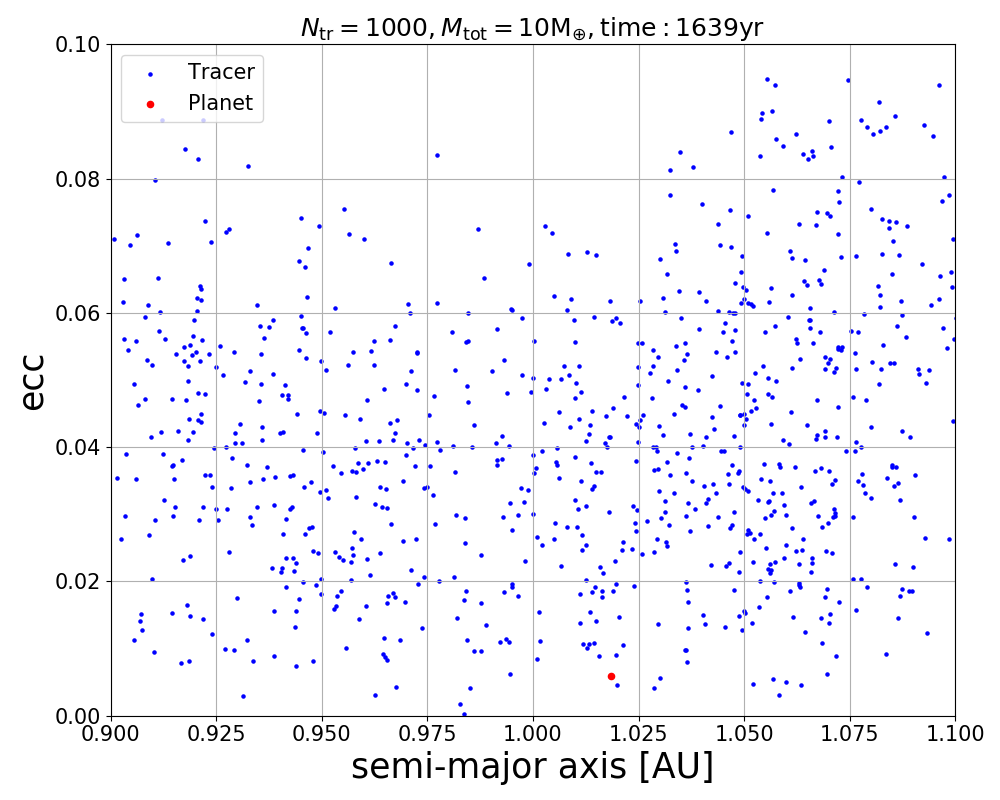 N_tr = 1000, M_tot = 10M_⊕, time : 1639yr
Tracer
Planet
ecc
0.10
0.08
0.06
0.04
0.02
0.00
0.900 0.925 0.950 0.975 1.000 1.025 1.050 1.075 1.100
semi-major axis [AU]